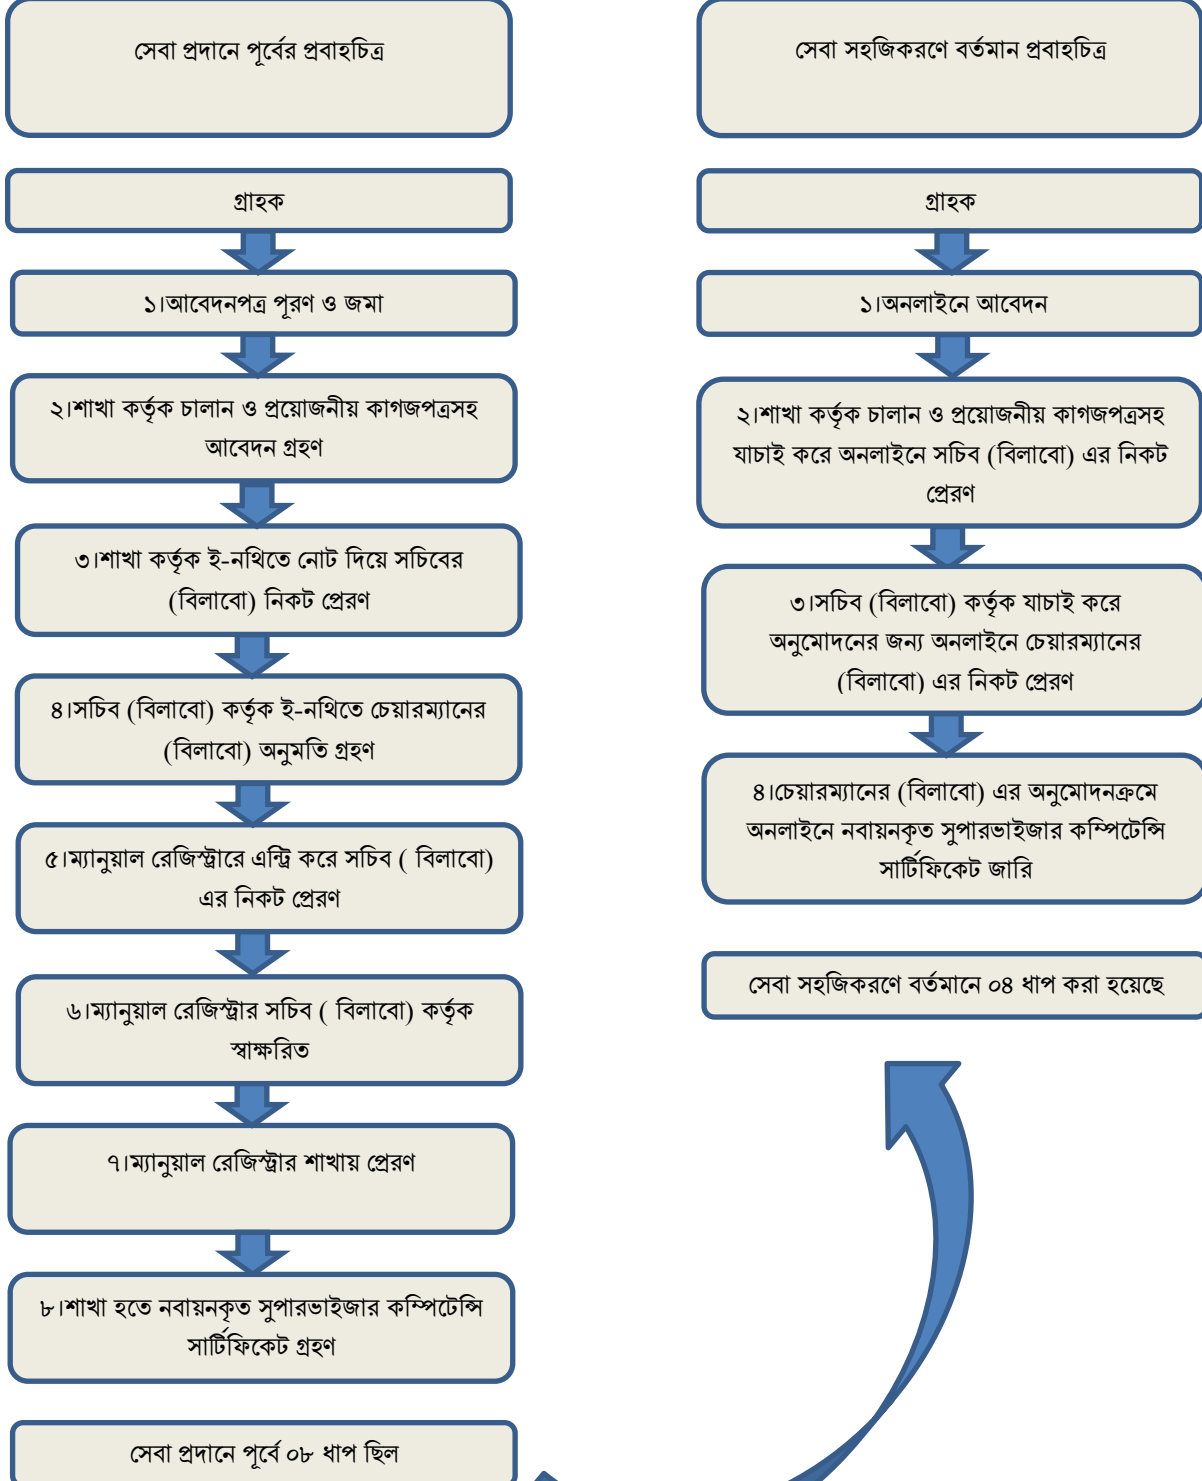 সেবা প্রদানে পূর্বের প্রবাহচিত্র
গ্রাহক
১।আবেদনপত্র পূরণ ও জমা
২।শাখা কর্তৃক চালান ও প্রয়োজনীয় কাগজপত্রসহ
আবেদন গ্রহণ
৩।শাখা কর্তৃক ই-নথিতে নোট দিয়ে সচিবের
(বিলাবো) নিকট প্রেরণ
৪।সচিব (বিলাবো) কর্তৃক ই-নথিতে চেয়ারম্যানের
(বিলাবো) অনুমতি গ্রহণ
৫।ম্যানুয়াল রেজিস্ট্রারে এন্ট্রি করে সচিব ( বিলাবো)
এর নিকট প্রেরণ
৬।ম্যানুয়াল রেজিস্ট্রার সচিব ( বিলাবো) কর্তৃক
স্বাক্ষরিত
৭।ম্যানুয়াল রেজিস্ট্রার শাখায় প্রেরণ
৮।শাখা হতে নবায়নকৃত সুপারভাইজার কম্পিটেন্সি
সার্টিফিকেট গ্রহণ
সেবা প্রদানে পূর্বে ০৮ ধাপ ছিল
সেবা সহজিকরণে বর্তমান প্রবাহচিত্র
গ্রাহক
১।অনলাইনে আবেদন
২।শাখা কর্তৃক চালান ও প্রয়োজনীয় কাগজপত্রসহ
যাচাই করে অনলাইনে সচিব (বিলাবো) এর নিকট
প্রেরণ
৩।সচিব (বিলাবো) কর্তৃক যাচাই করে
অনুমোদনের জন্য অনলাইনে চেয়ারম্যানের
(বিলাবো) এর নিকট প্রেরণ
৪।চেয়ারম্যানের (বিলাবো) এর অনুমোদনক্রমে
অনলাইনে নবায়নকৃত সুপারভাইজার কম্পিটেন্সি
সার্টিফিকেট জারি
সেবা সহজিকরণে বর্তমানে ০৪ ধাপ করা হয়েছে